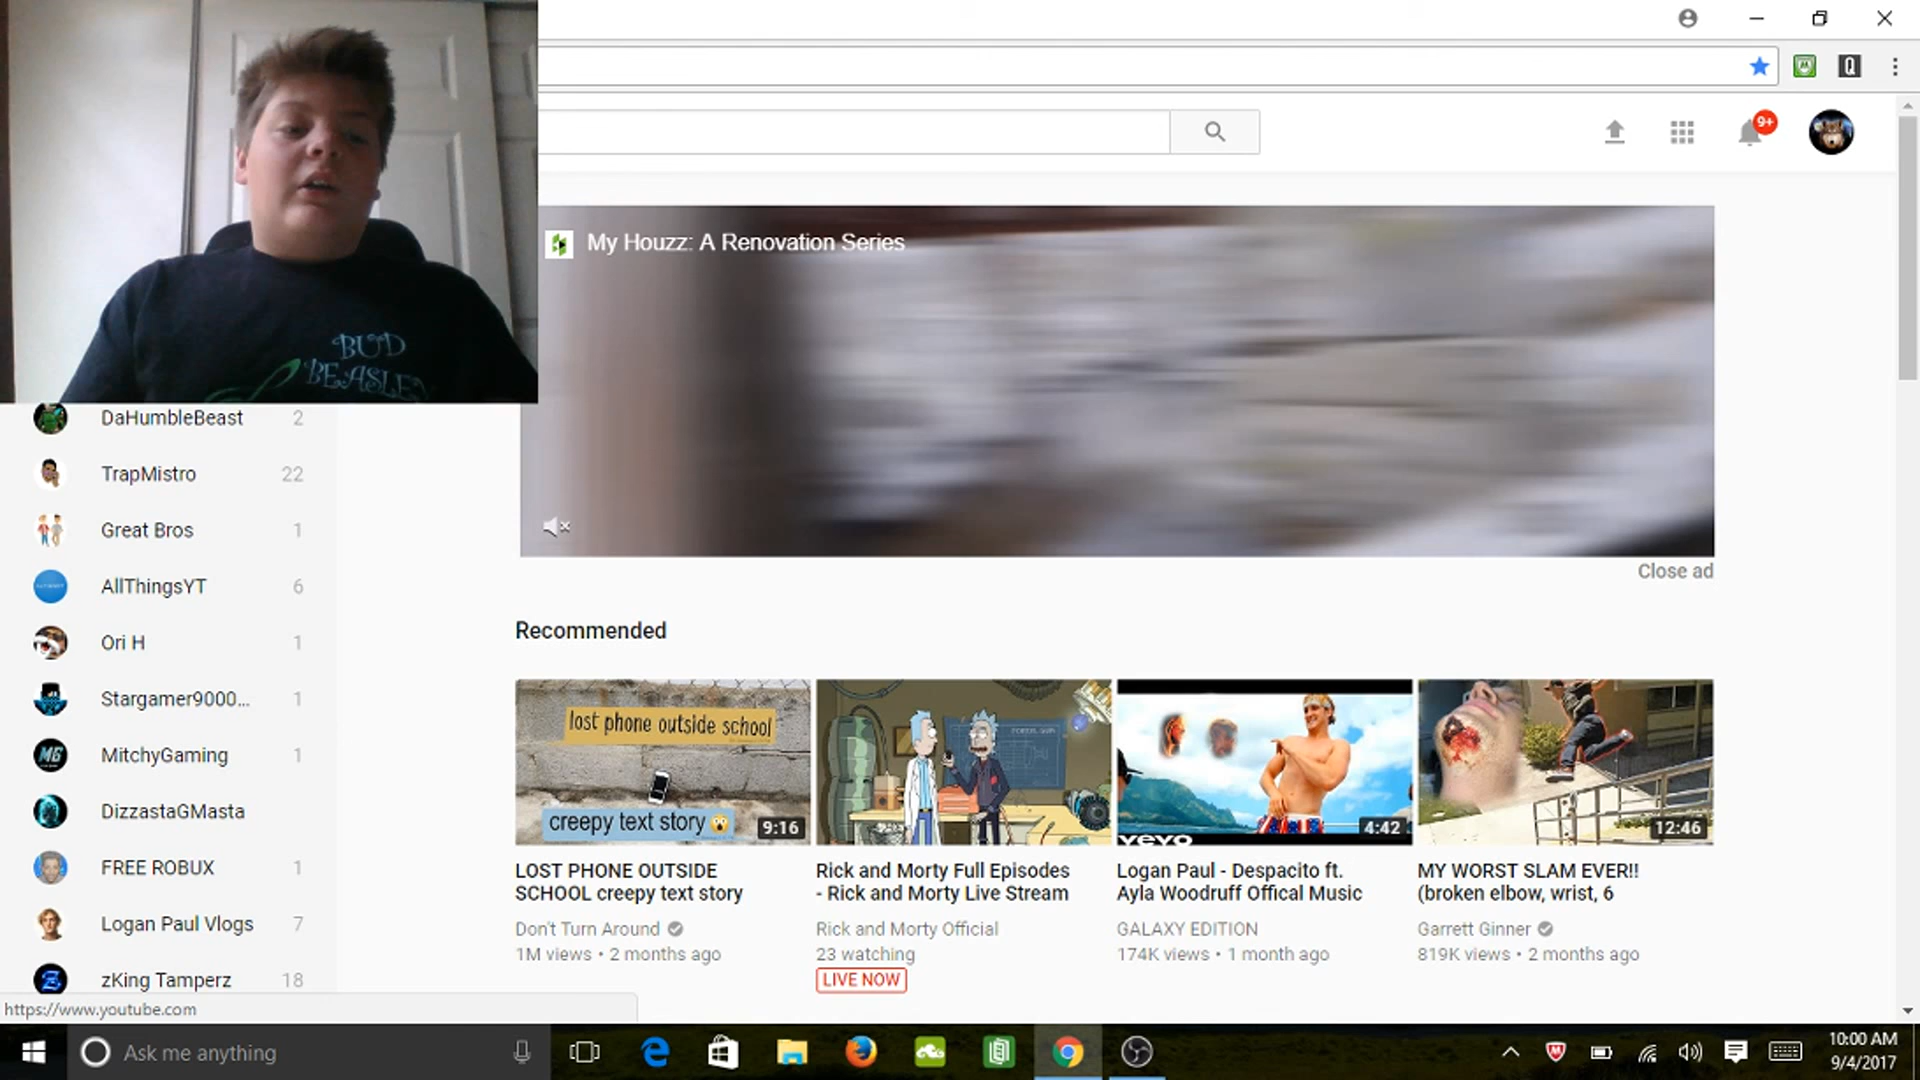 BUD
BEASLEY
9+
My Houzz: A Renovation Series
Close ad
DaHumbleBeast 2
TrapMistro 22
Great Bros 1
AllThingsYT 6
Ori H 1
Stargamer9000... 1
MitchyGaming 1
DizzastaGMasta
FREE ROBUX 1
Logan Paul Vlogs 7
zKing Tamperz 18
https://www.youtube.com
Recommended
lost phone outside school
creepy text story
9:16
LOST PHONE OUTSIDE
SCHOOL creepy text story
Don't Turn Around
1M views • 2 months ago
Rick and Morty Full Episodes
- Rick and Morty Live Stream
Rick and Morty Official
23 watching
LIVE NOW
vevo
4:42
Logan Paul - Despacito ft.
Ayla Woodruff Offical Music
GALAXY EDITION
174K views • 1 month ago
12:46
MY WORST SLAM EVER!!
(broken elbow, wrist, 6
Garrett Ginner
819K views • 2 months ago
Ask me anything
10:00 AM
9/4/2017